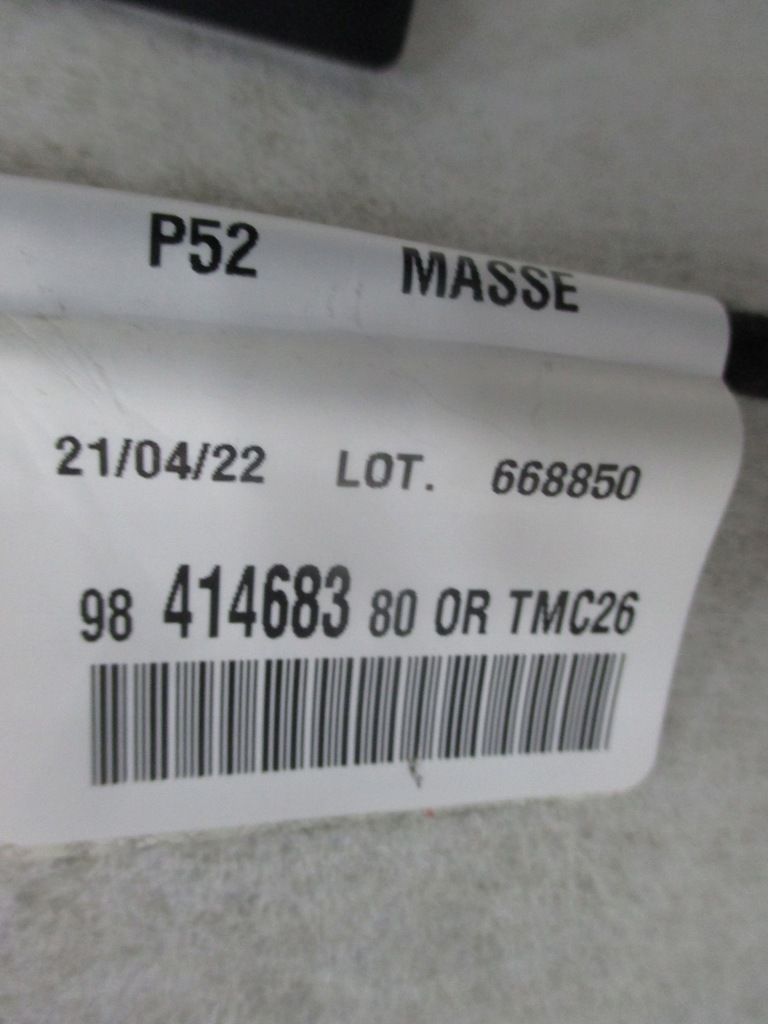 P52 MASSE
21/04/22 LOT. 668850
98 414683 80 OR TMC26